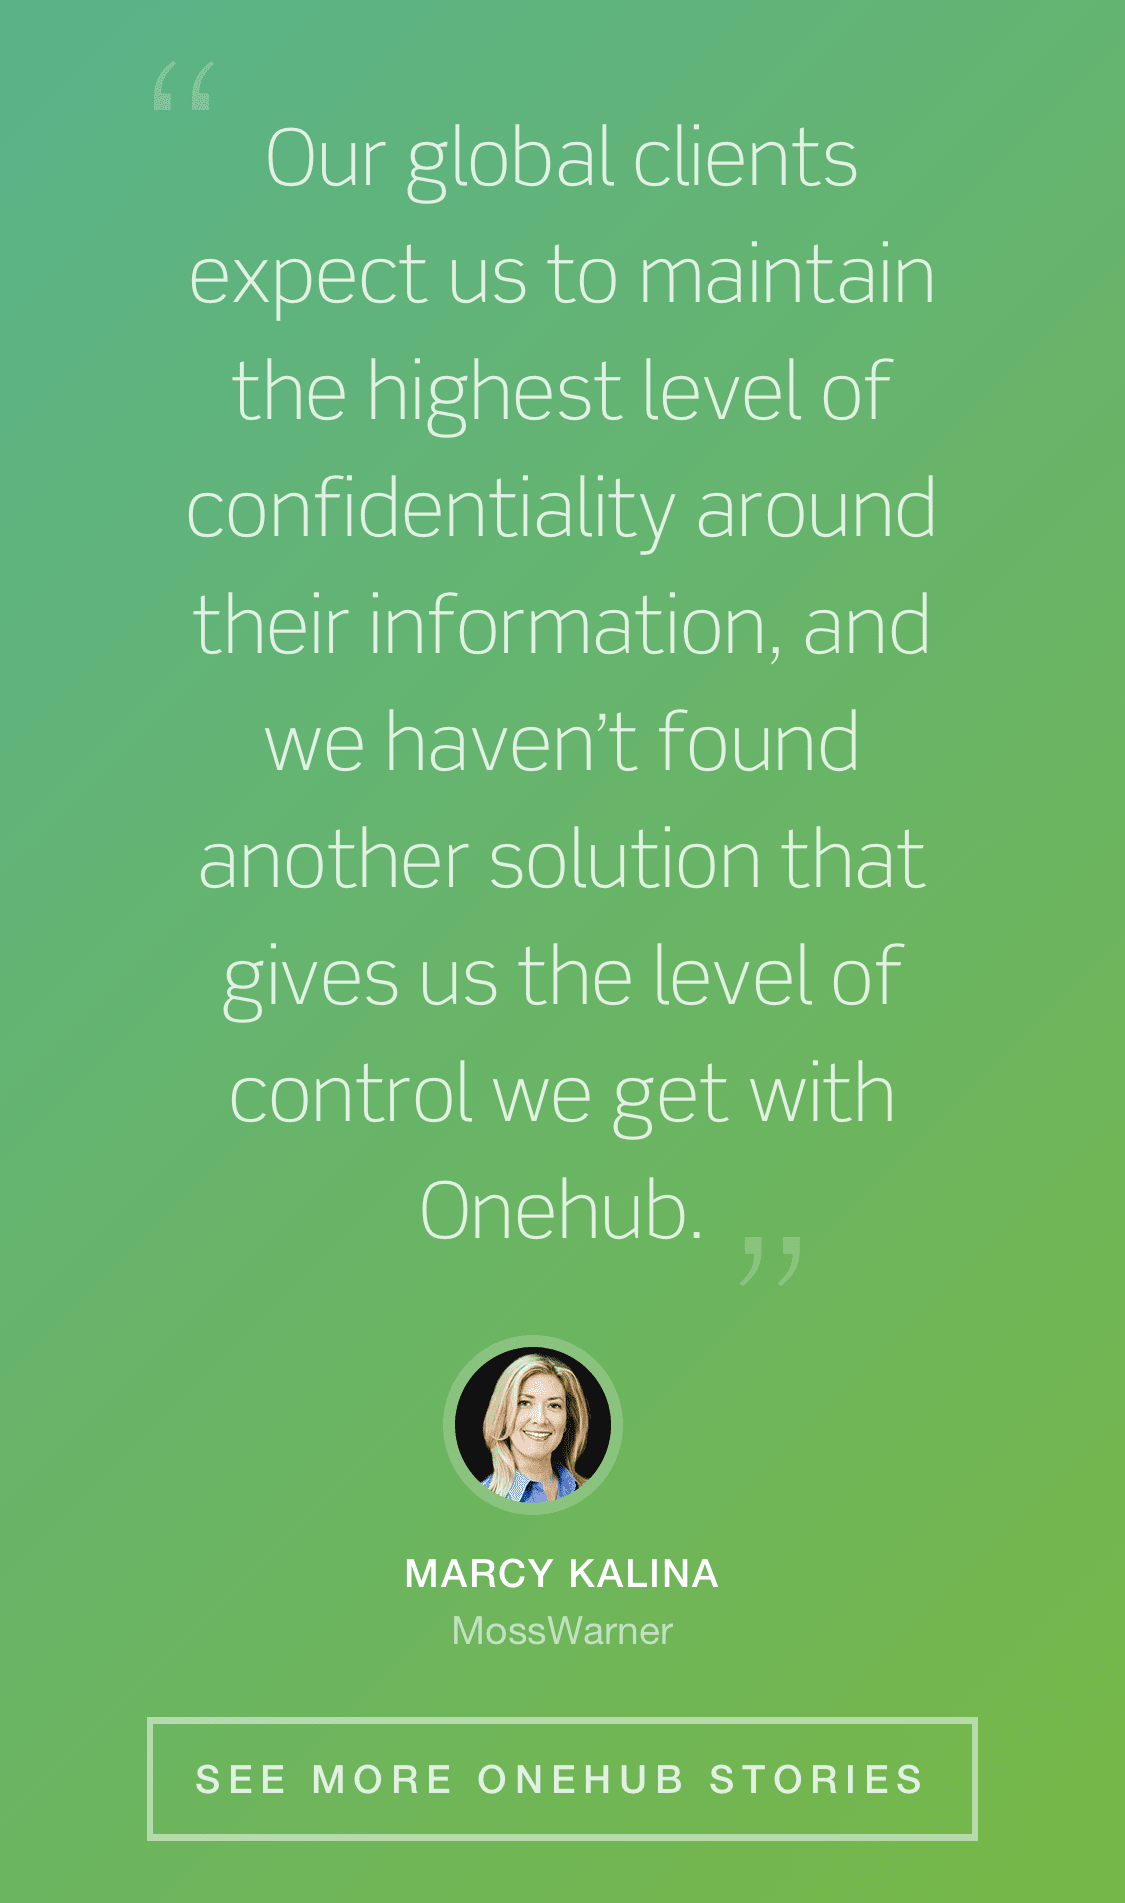 “
Our global clients
expect us to maintain
the highest level of
confidentiality around
their information, and
we haven’t found
another solution that
gives us the level of
control we get with
Onehub. ”
MARCY KALINA
MossWarner
SEE MORE ONEHUB STORIES